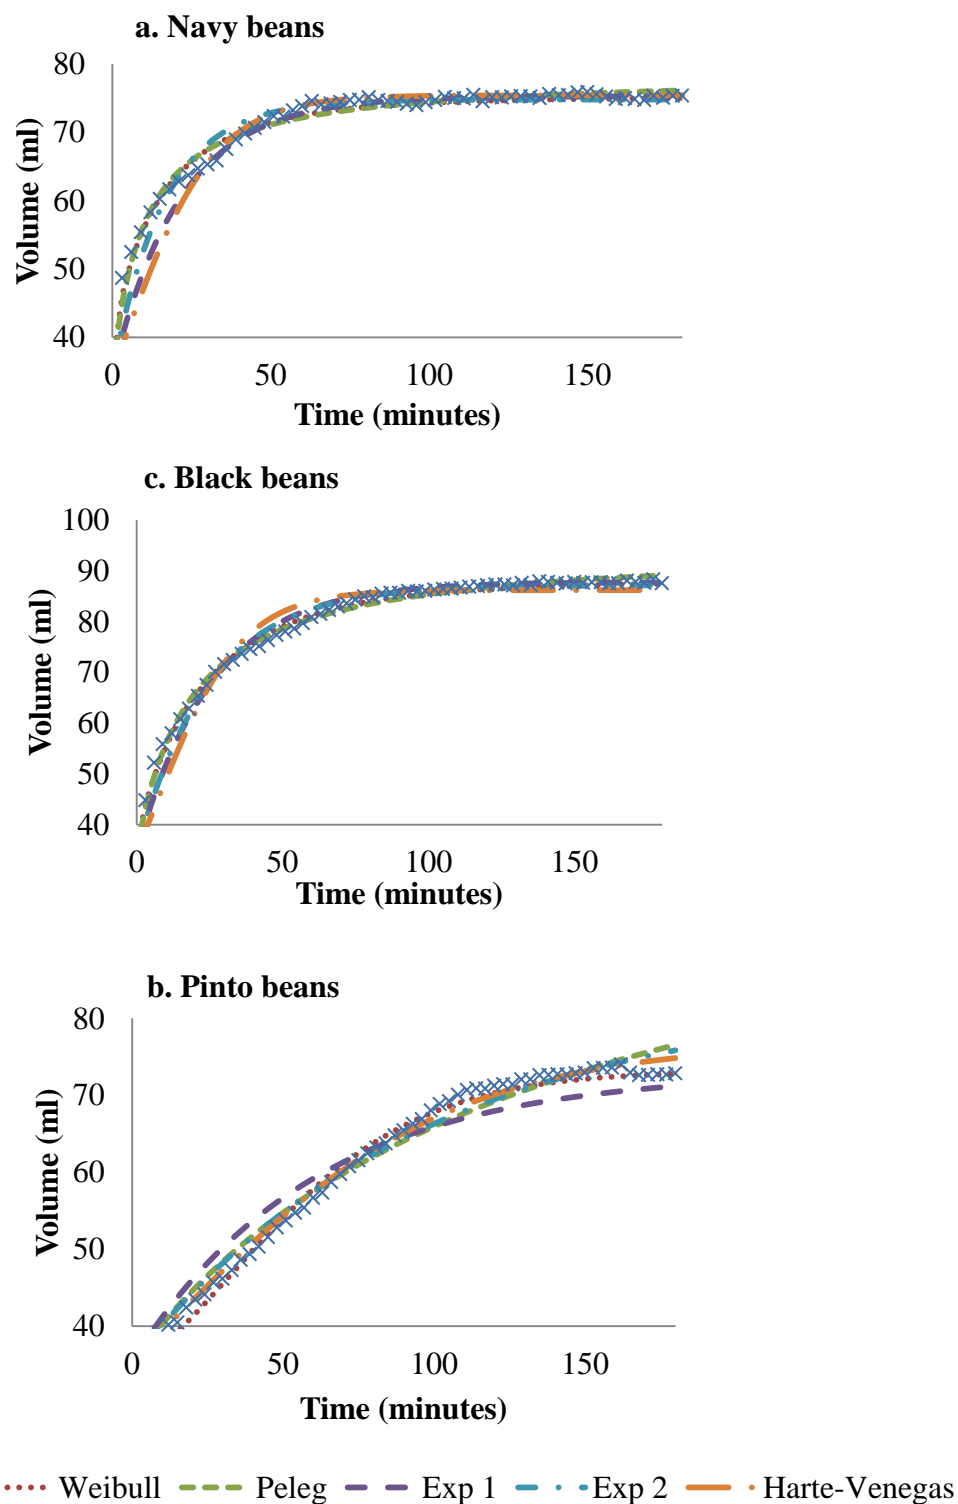 a. Navy beans
80
70
60
50
40
Volume (ml)
0 50 100 150
Time (minutes)
c. Black beans
100
90
80
70
60
50
40
Volume (ml)
0 50 100 150
Time (minutes)
b. Pinto beans
80
70
60
50
40
Volume (ml)
0 50 100 150
Time (minutes)
Weibull Peleg Exp 1 Exp 2 Harte-Venegas